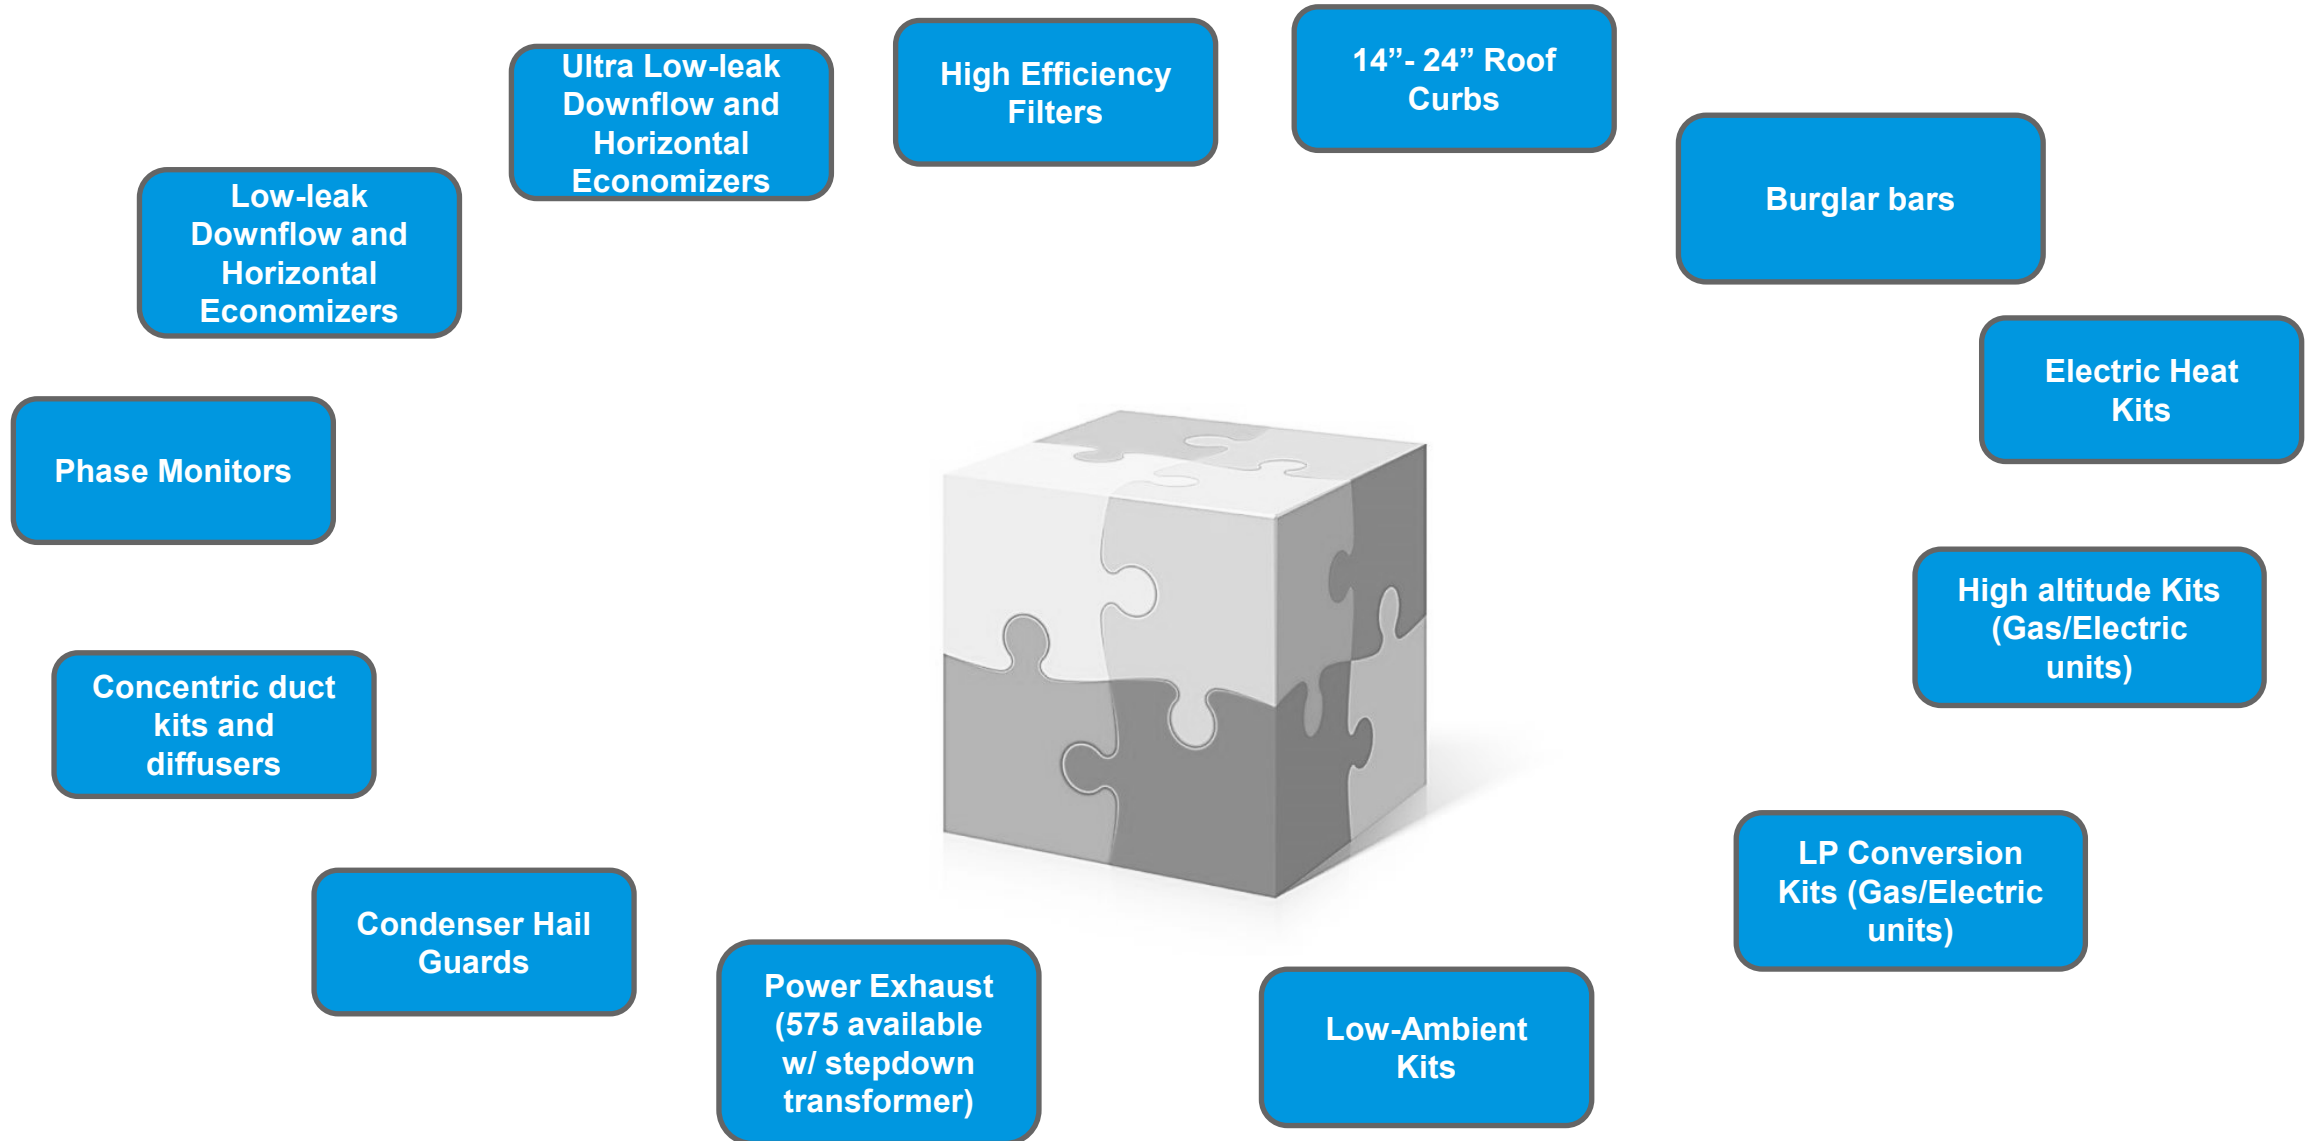 Ultra Low-leak
Downflow and
Horizontal
Economizers
High Efficiency
Filters
14”- 24” Roof
Curbs
Burglar bars
Low-leak
Downflow and
Horizontal
Economizers
Electric Heat
Kits
Phase Monitors
High altitude Kits
(Gas/Electric
units)
Concentric duct
kits and
diffusers
LP Conversion
Kits (Gas/Electric
units)
Condenser Hail
Guards
Power Exhaust
(575 available
w/ stepdown
transformer)
Low-Ambient
Kits